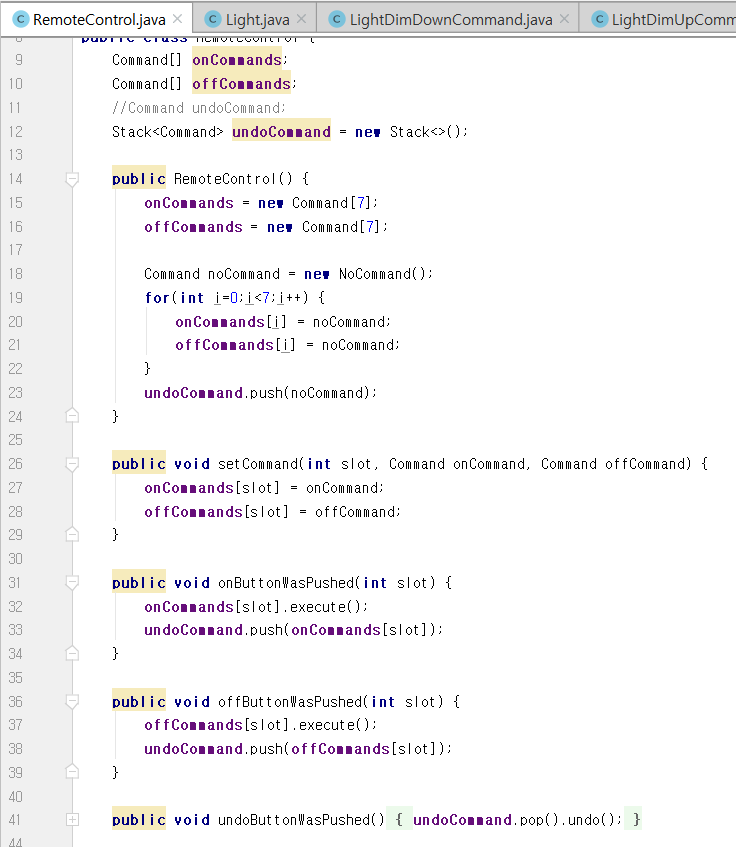 RemoteControl.java × Light.java × LightDimDownCommand.java × LightDimUpComm
8 public class RemoteControl {
9 Command[] onCommands;
10 Command[] offCommands;
11 //Command undoCommand;
12 Stack<Command> undoCommand = new Stack<>();
13
14 public RemoteControl() {
15 onCommands = new Command[7];
16 offCommands = new Command[7];
17
18 Command noCommand = new NoCommand();
19 for(int i=0;i<7;i++) {
20 onCommands[i] = noCommand;
21 offCommands[i] = noCommand;
22 }
23 undoCommand.push(noCommand);
24 }
25
26 public void setCommand(int slot, Command onCommand, Command offCommand) {
27 onCommands[slot] = onCommand;
28 offCommands[slot] = offCommand;
29 }
30
31 public void onButtonWasPushed(int slot) {
32 onCommands[slot].execute();
33 undoCommand.push(onCommands[slot]);
34 }
35
36 public void offButtonWasPushed(int slot) {
37 offCommands[slot].execute();
38 undoCommand.push(offCommands[slot]);
39 }
40
41 public void undoButtonWasPushed() { undoCommand.pop().undo(); }
44